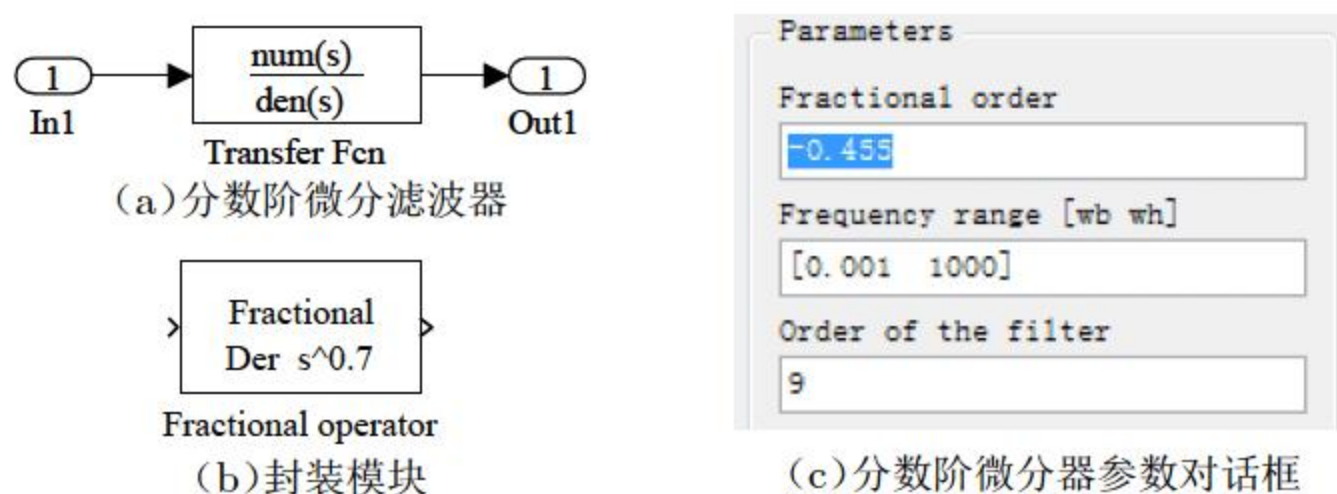 num(s)
den(s)
1
In1
1
Out1
Transfer Fcn
(a)分数阶微分滤波器
Fractional
Der s^0.7
Fractional operator
(b)封装模块
Parameters
Fractional order
-0.455
Frequency range [wb wh]
[0.001 1000]
Order of the filter
9
(c)分数阶微分器参数对话框